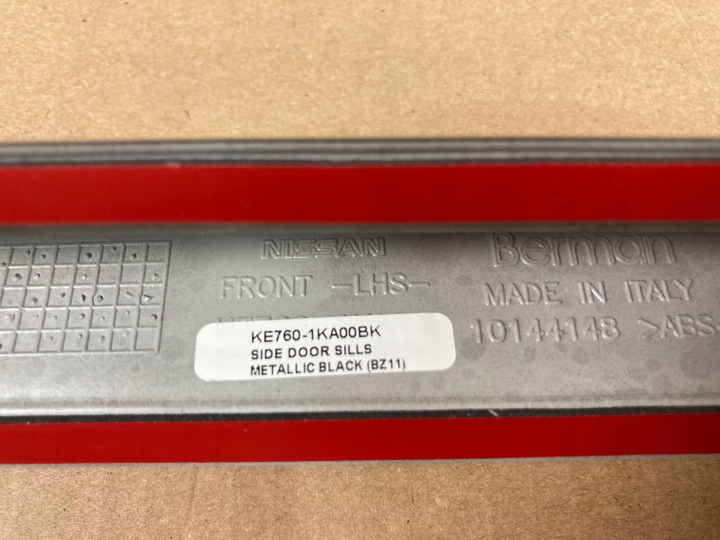 NISSAN
FRONT -LHS-
Berman
MADE IN ITALY
10144148 >ABS
KE760-1KA00BK
SIDE DOOR SILLS
METALLIC BLACK (BZ11)